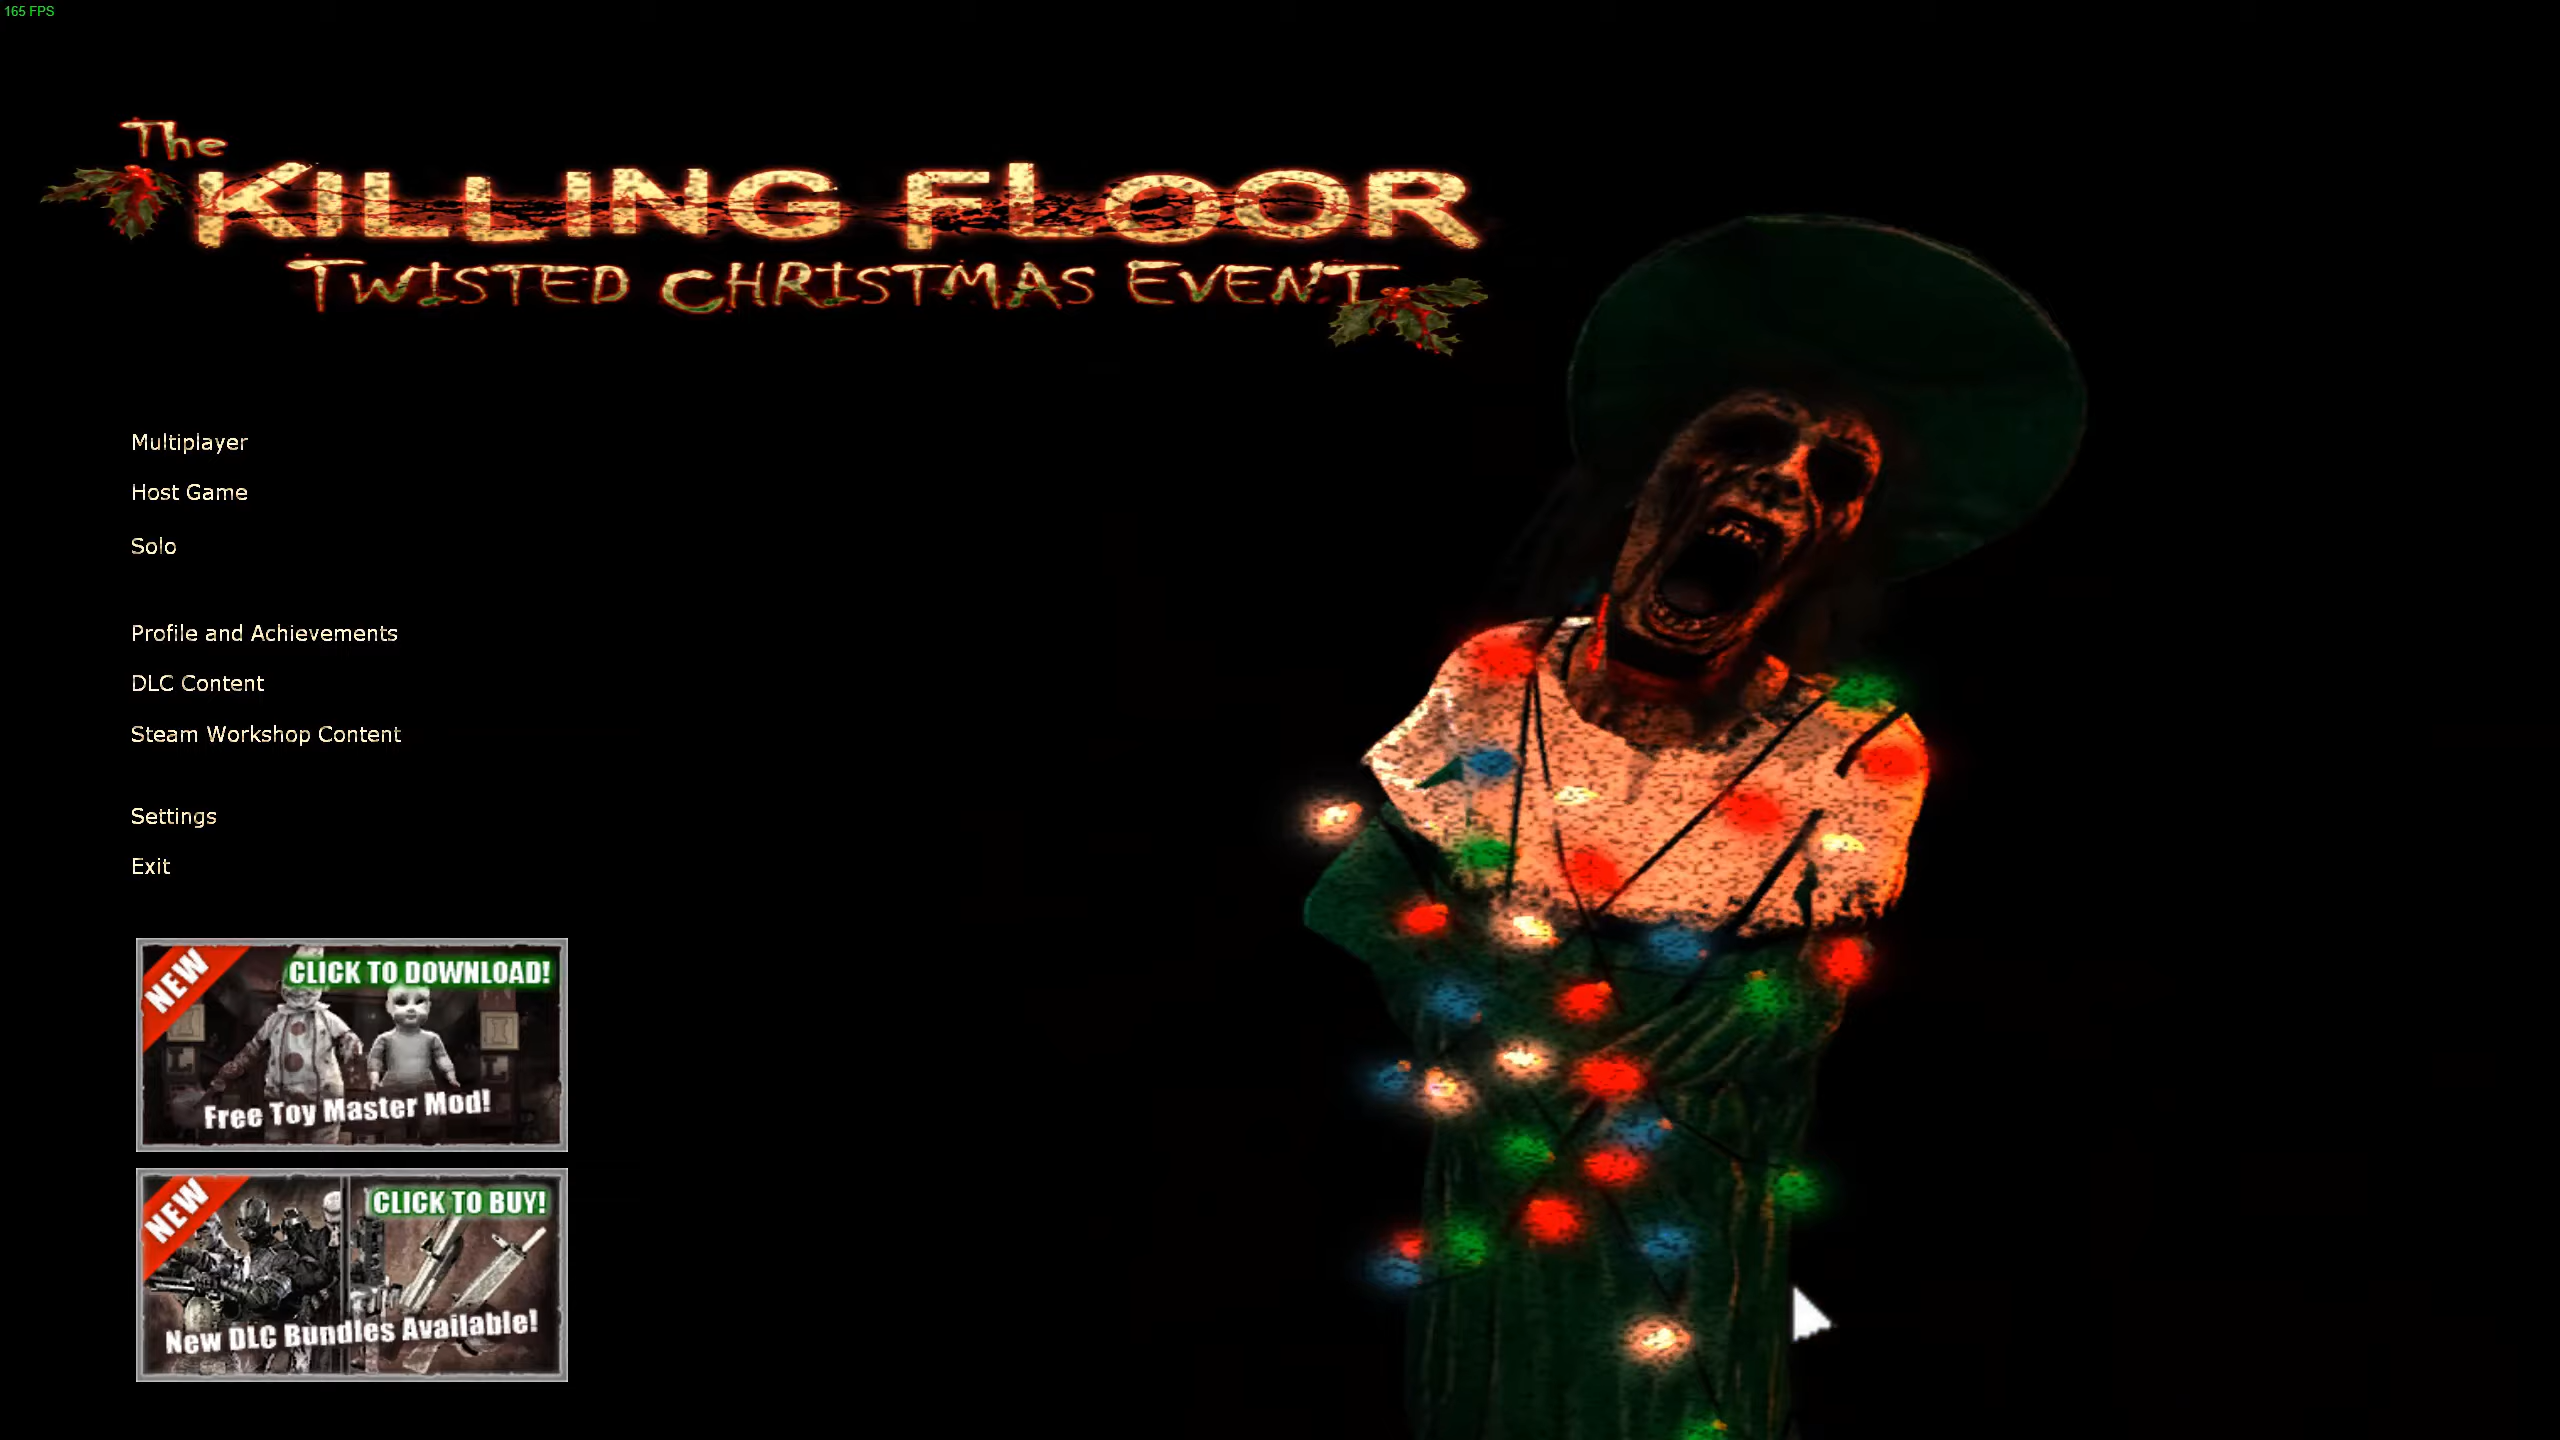 165 FPS
The
KILLING FLOOR
TWISTED CHRISTMAS EVENT
Multiplayer
Host Game
Solo
Profile and Achievements
DLC Content
Steam Workshop Content
Settings
Exit
NEW
CLICK TO DOWNLOAD!
Free Toy Master Mod!
NEW
CLICK TO BUY!
New DLC Bundles Available!